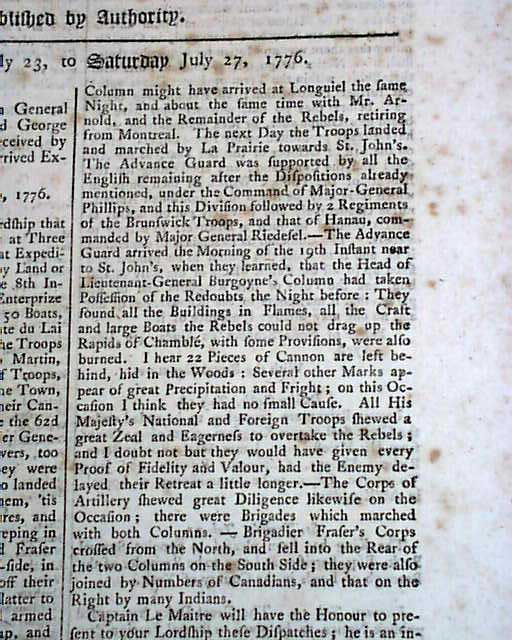 blished by Authority.
ly 23, to Saturday July 27, 1776.
Column might have arrived at Longuiel the ſame
Night, and about the ſame time with Mr. Ar-
nold, and the Remainder of the Rebels, retiring
from Montreal. The next Day the Troops landed
and marched by La Prairie towards St. John's.
The Advance Guard was ſupported by all the
Engliſh remaining after the Diſpoſitions already
mentioned, under the Command of Major-General
Phillips, and this Diviſion followed by 2 Regiments
of the Brunſwick Troops, and that of Hanau, com-
manded by Major General Riedeſel.—The Advance
Guard arrived the Morning of the 19th Inſtant near
to St. John's, when they learned, that the Head of
Lieutenant-General Burgoyne's Column had taken
Poſſeſſion of the Redoubts the Night before: They
found all the Buildings in Flames, all the Craft
and large Boats the Rebels could not drag up the
Rapids of Chamblé, with ſome Proviſions, were alſo
burned. I hear 22 Pieces of Cannon are left be-
hind, hid in the Woods: Several other Marks ap-
pear of great Precipitation and Fright; on this Oc-
caſion I think they had no ſmall Cauſe. All His
Majeſty's National and Foreign Troops ſhewed a
great Zeal and Eagerneſs to overtake the Rebels;
and I doubt not but they would have given every
Proof of Fidelity and Valour, had the Enemy de-
layed their Retreat a little longer.—The Corps of
Artillery ſhewed great Diligence likewiſe on the
Occaſion; there were Brigades which marched
with both Columns. — Brigadier Fraſer's Corps
croſſed from the North, and fell into the Rear of
the two Columns on the South Side; they were alſo
joined by Numbers of Canadians, and that on the
Right by many Indians.
Captain Le Maitre will have the Honour to pre-
ſent to your Lordſhip theſe Diſpatches; he is an in-
General
d George
ceived by
rrived Ex-
, 1776.
rdſhip that
at Three
at Expedi-
y Land or
e 8th In-
Enterprize
50 Boats,
te du Lai
he Troops
Martin,
f Troops,
he Town,
heir Can-
e the 62d
er Gene-
vers, too
ey were
o landed
hem, 'tis
res, and
eeping in
d Fraſer
-ſide, in
off their
latter to
armed
ap, and